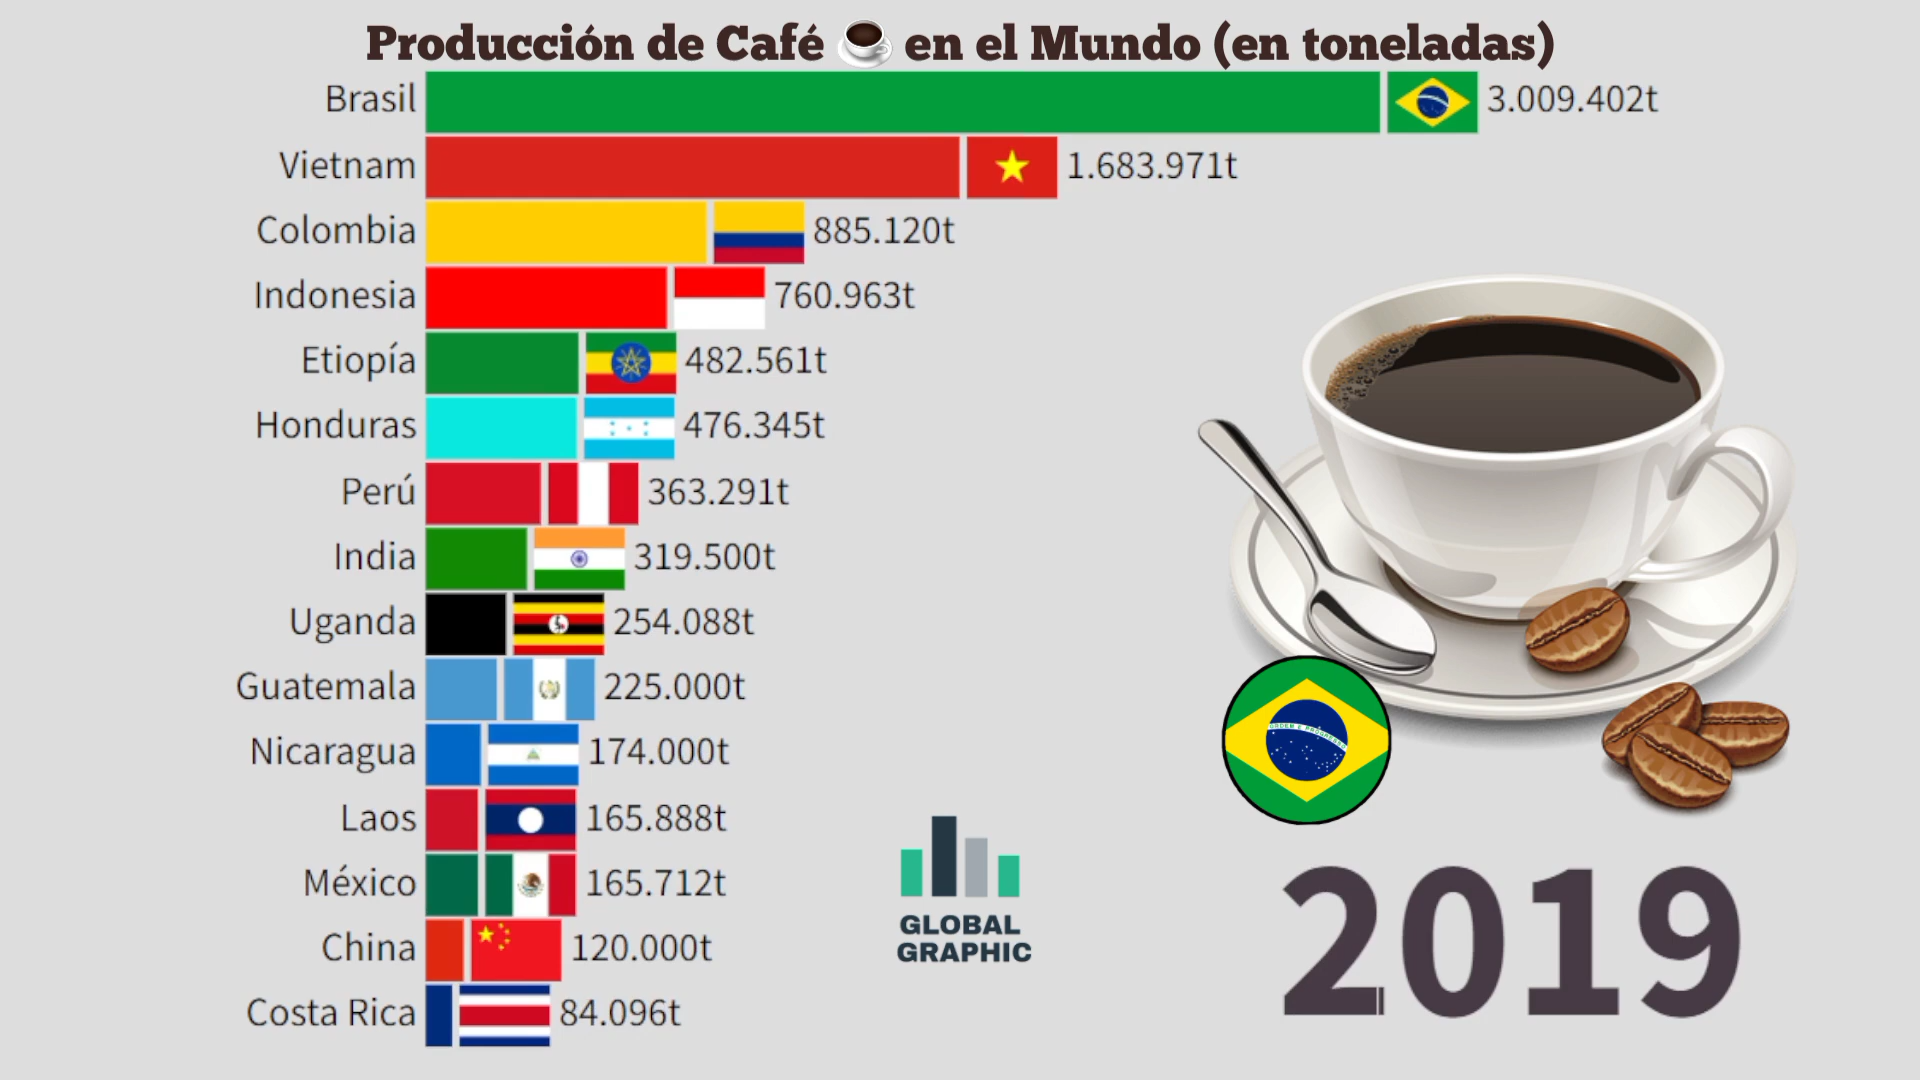 Producción de Café en el Mundo (en toneladas)
Brasil 3.009.402t
Vietnam 1.683.971t
Colombia 885.120t
Indonesia 760.963t
Etiopía 482.561t
Honduras 476.345t
Perú 363.291t
India 319.500t
Uganda 254.088t
Guatemala 225.000t
Nicaragua 174.000t
Laos 165.888t
México 165.712t
China 120.000t
Costa Rica 84.096t
ORDEM E PROGRESSO
GLOBAL
GRAPHIC
2019